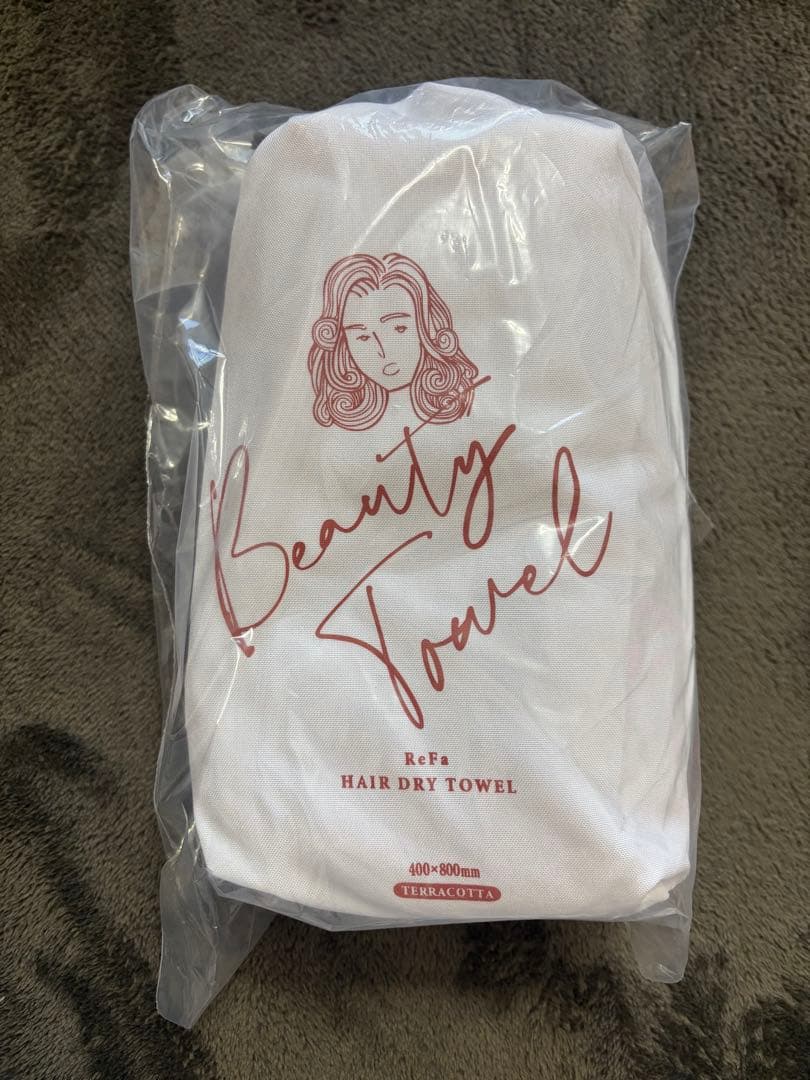 Beauty
Towel
ReFa
HAIR DRY TOWEL
400×800mm
TERRACOTTA